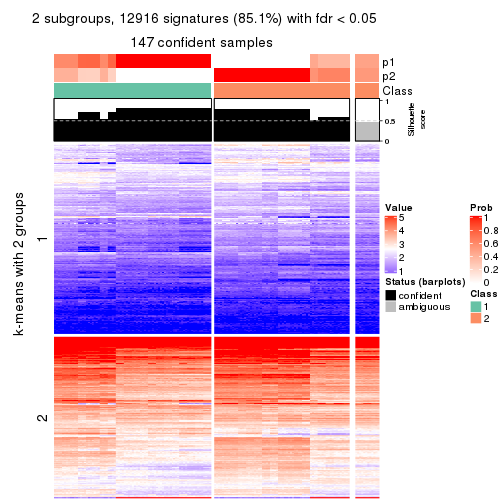 2 subgroups, 12916 signatures (85.1%) with fdr < 0.05
147 confident samples
p1
p2
Class
1
0.5
0
Silhouette
score
k-means with 2 groups
1
2
Value
5
4
3
2
1
Status (barplots)
confident
ambiguous
Prob
1
0.8
0.6
0.4
0.2
0
Class
1
2